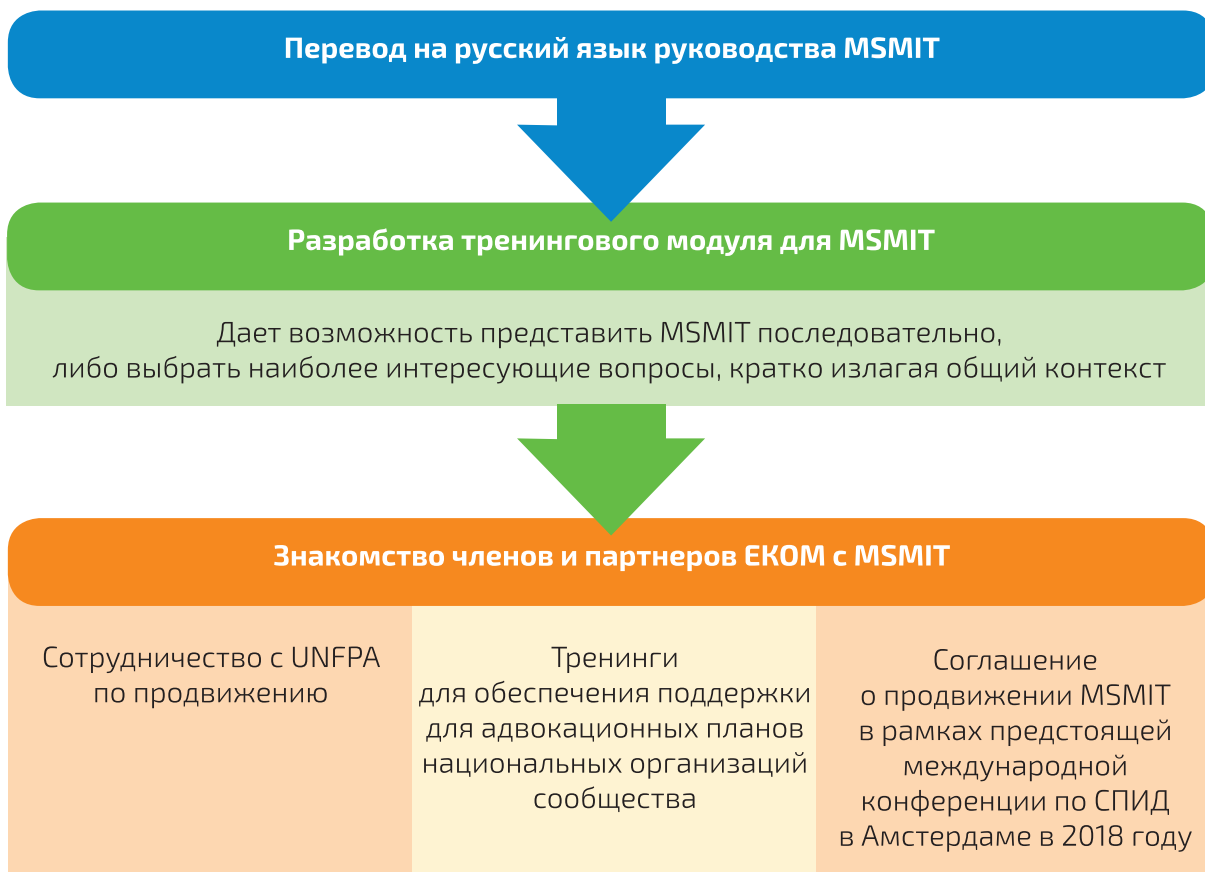 Перевод на русский язык руководства MSMIT
Разработка тренингового модуля для MSMIT
Дает возможность представить MSMIT последовательно,
либо выбрать наиболее интересующие вопросы, кратко излагая общий контекст
Знакомство членов и партнеров ЕКОМ с MSMIT
Сотрудничество с UNFPA
по продвижению
Тренинги
для обеспечения поддержки
для адвокационных планов
национальных организаций
сообщества
Соглашение
о продвижении MSMIT
в рамках предстоящей
международной
конференции по СПИД
в Амстердаме в 2018 году